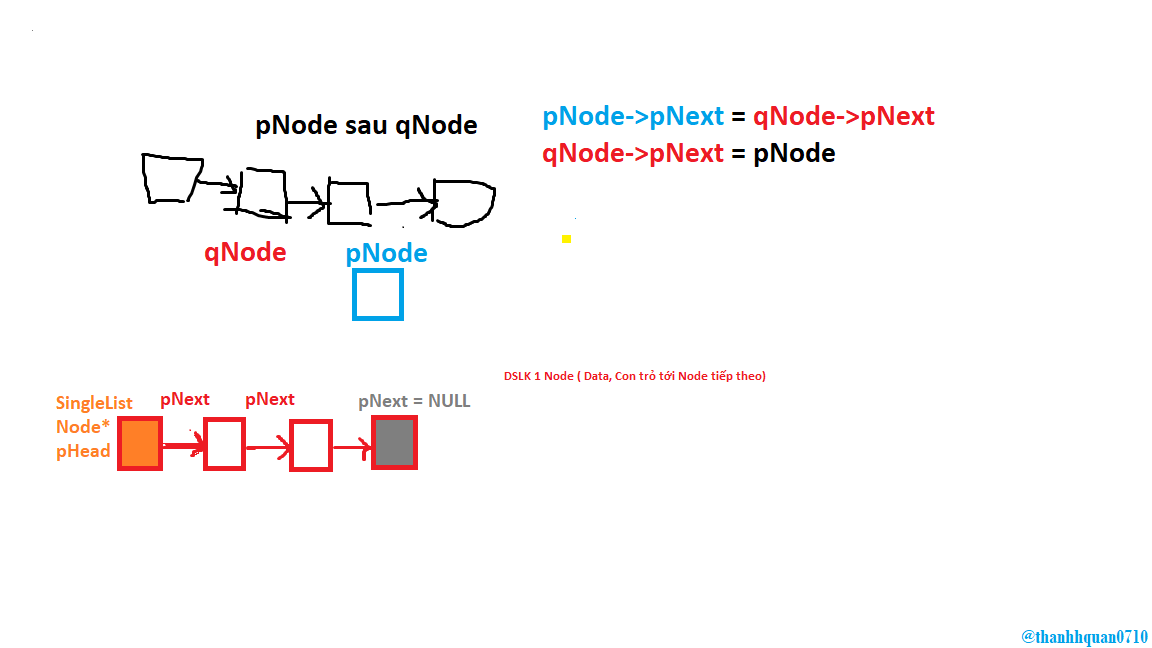 pNode sau qNode
pNode->pNext = qNode->pNext
qNode->pNext = pNode
qNode
pNode
DSLK 1 Node ( Data, Con trỏ tới Node tiếp theo)
SingleList
Node*
pHead
pNext
pNext
pNext = NULL
@thanhhquan0710